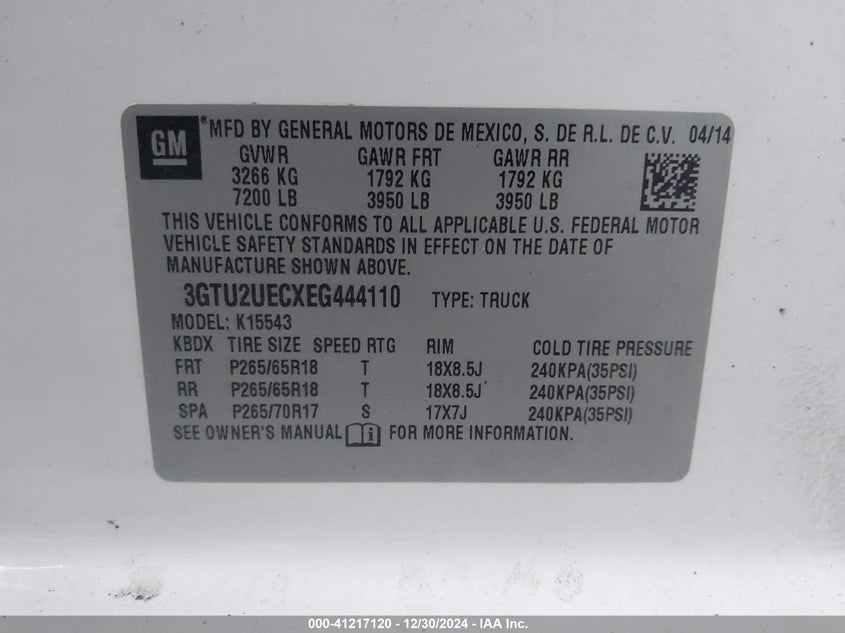 GM ®MFD BY GENERAL MOTORS DE MEXICO, S. DE R.L. DE C.V. 04/14
GVWR GAWR FRT GAWR RR
3266 KG 1792 KG 1792 KG
7200 LB 3950 LB 3950 LB
THIS VEHICLE CONFORMS TO ALL APPLICABLE U.S. FEDERAL MOTOR
VEHICLE SAFETY STANDARDS IN EFFECT ON THE DATE OF
MANUFACTURE SHOWN ABOVE.
3GTU2UECXEG444110 TYPE: TRUCK
MODEL: K15543
KBDX TIRE SIZE SPEED RTG RIM COLD TIRE PRESSURE
FRT P265/65R18 T 18X8.5J 240KPA(35PSI)
RR P265/65R18 T 18X8.5J 240KPA(35PSI)
SPA P265/70R17 S 17X7J 240KPA(35PSI)
SEE OWNER'S MANUAL FOR MORE INFORMATION.
000-41217120 - 12/30/2024 - IAA Inc.